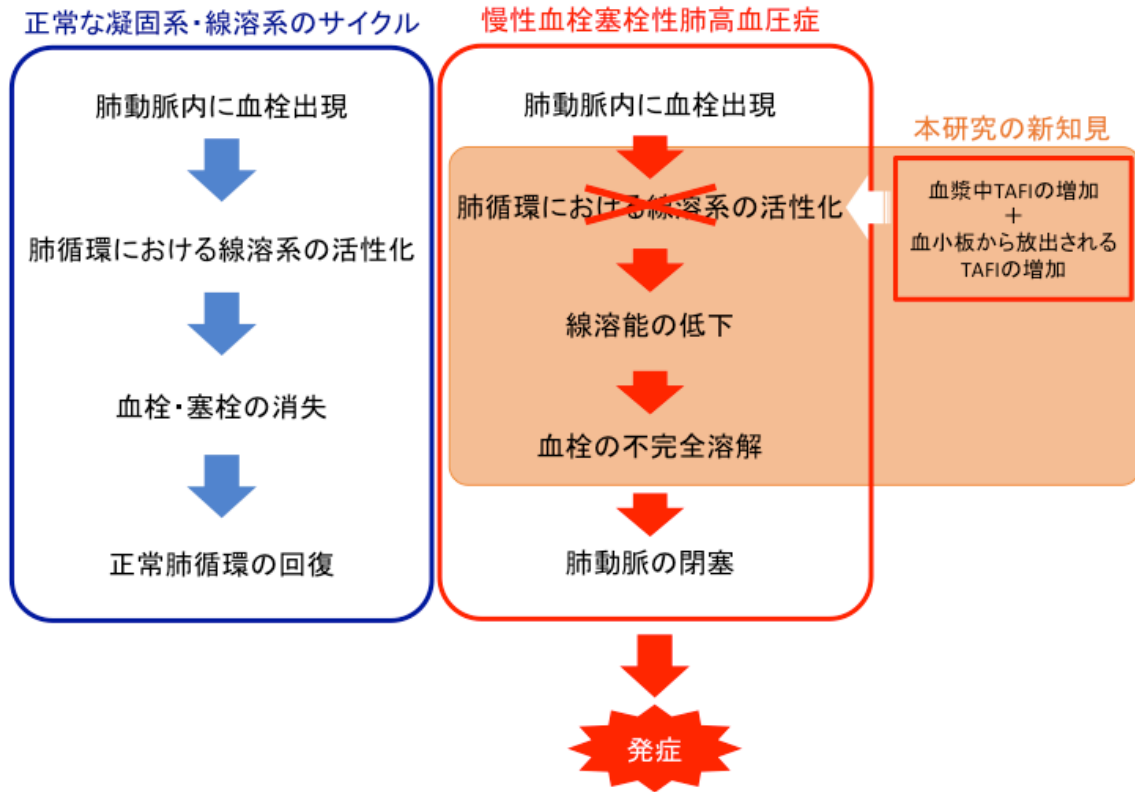 正常な凝固系・線溶系のサイクル
肺動脈内に血栓出現
肺循環における線溶系の活性化
血栓・塞栓の消失
正常肺循環の回復
慢性血栓塞栓性肺高血圧症
肺動脈内に血栓出現
肺循環における線溶系の活性化
線溶能の低下
血栓の不完全溶解
肺動脈の閉塞
発症
本研究の新知見
血漿中TAFIの増加
+
血小板から放出される
TAFIの増加